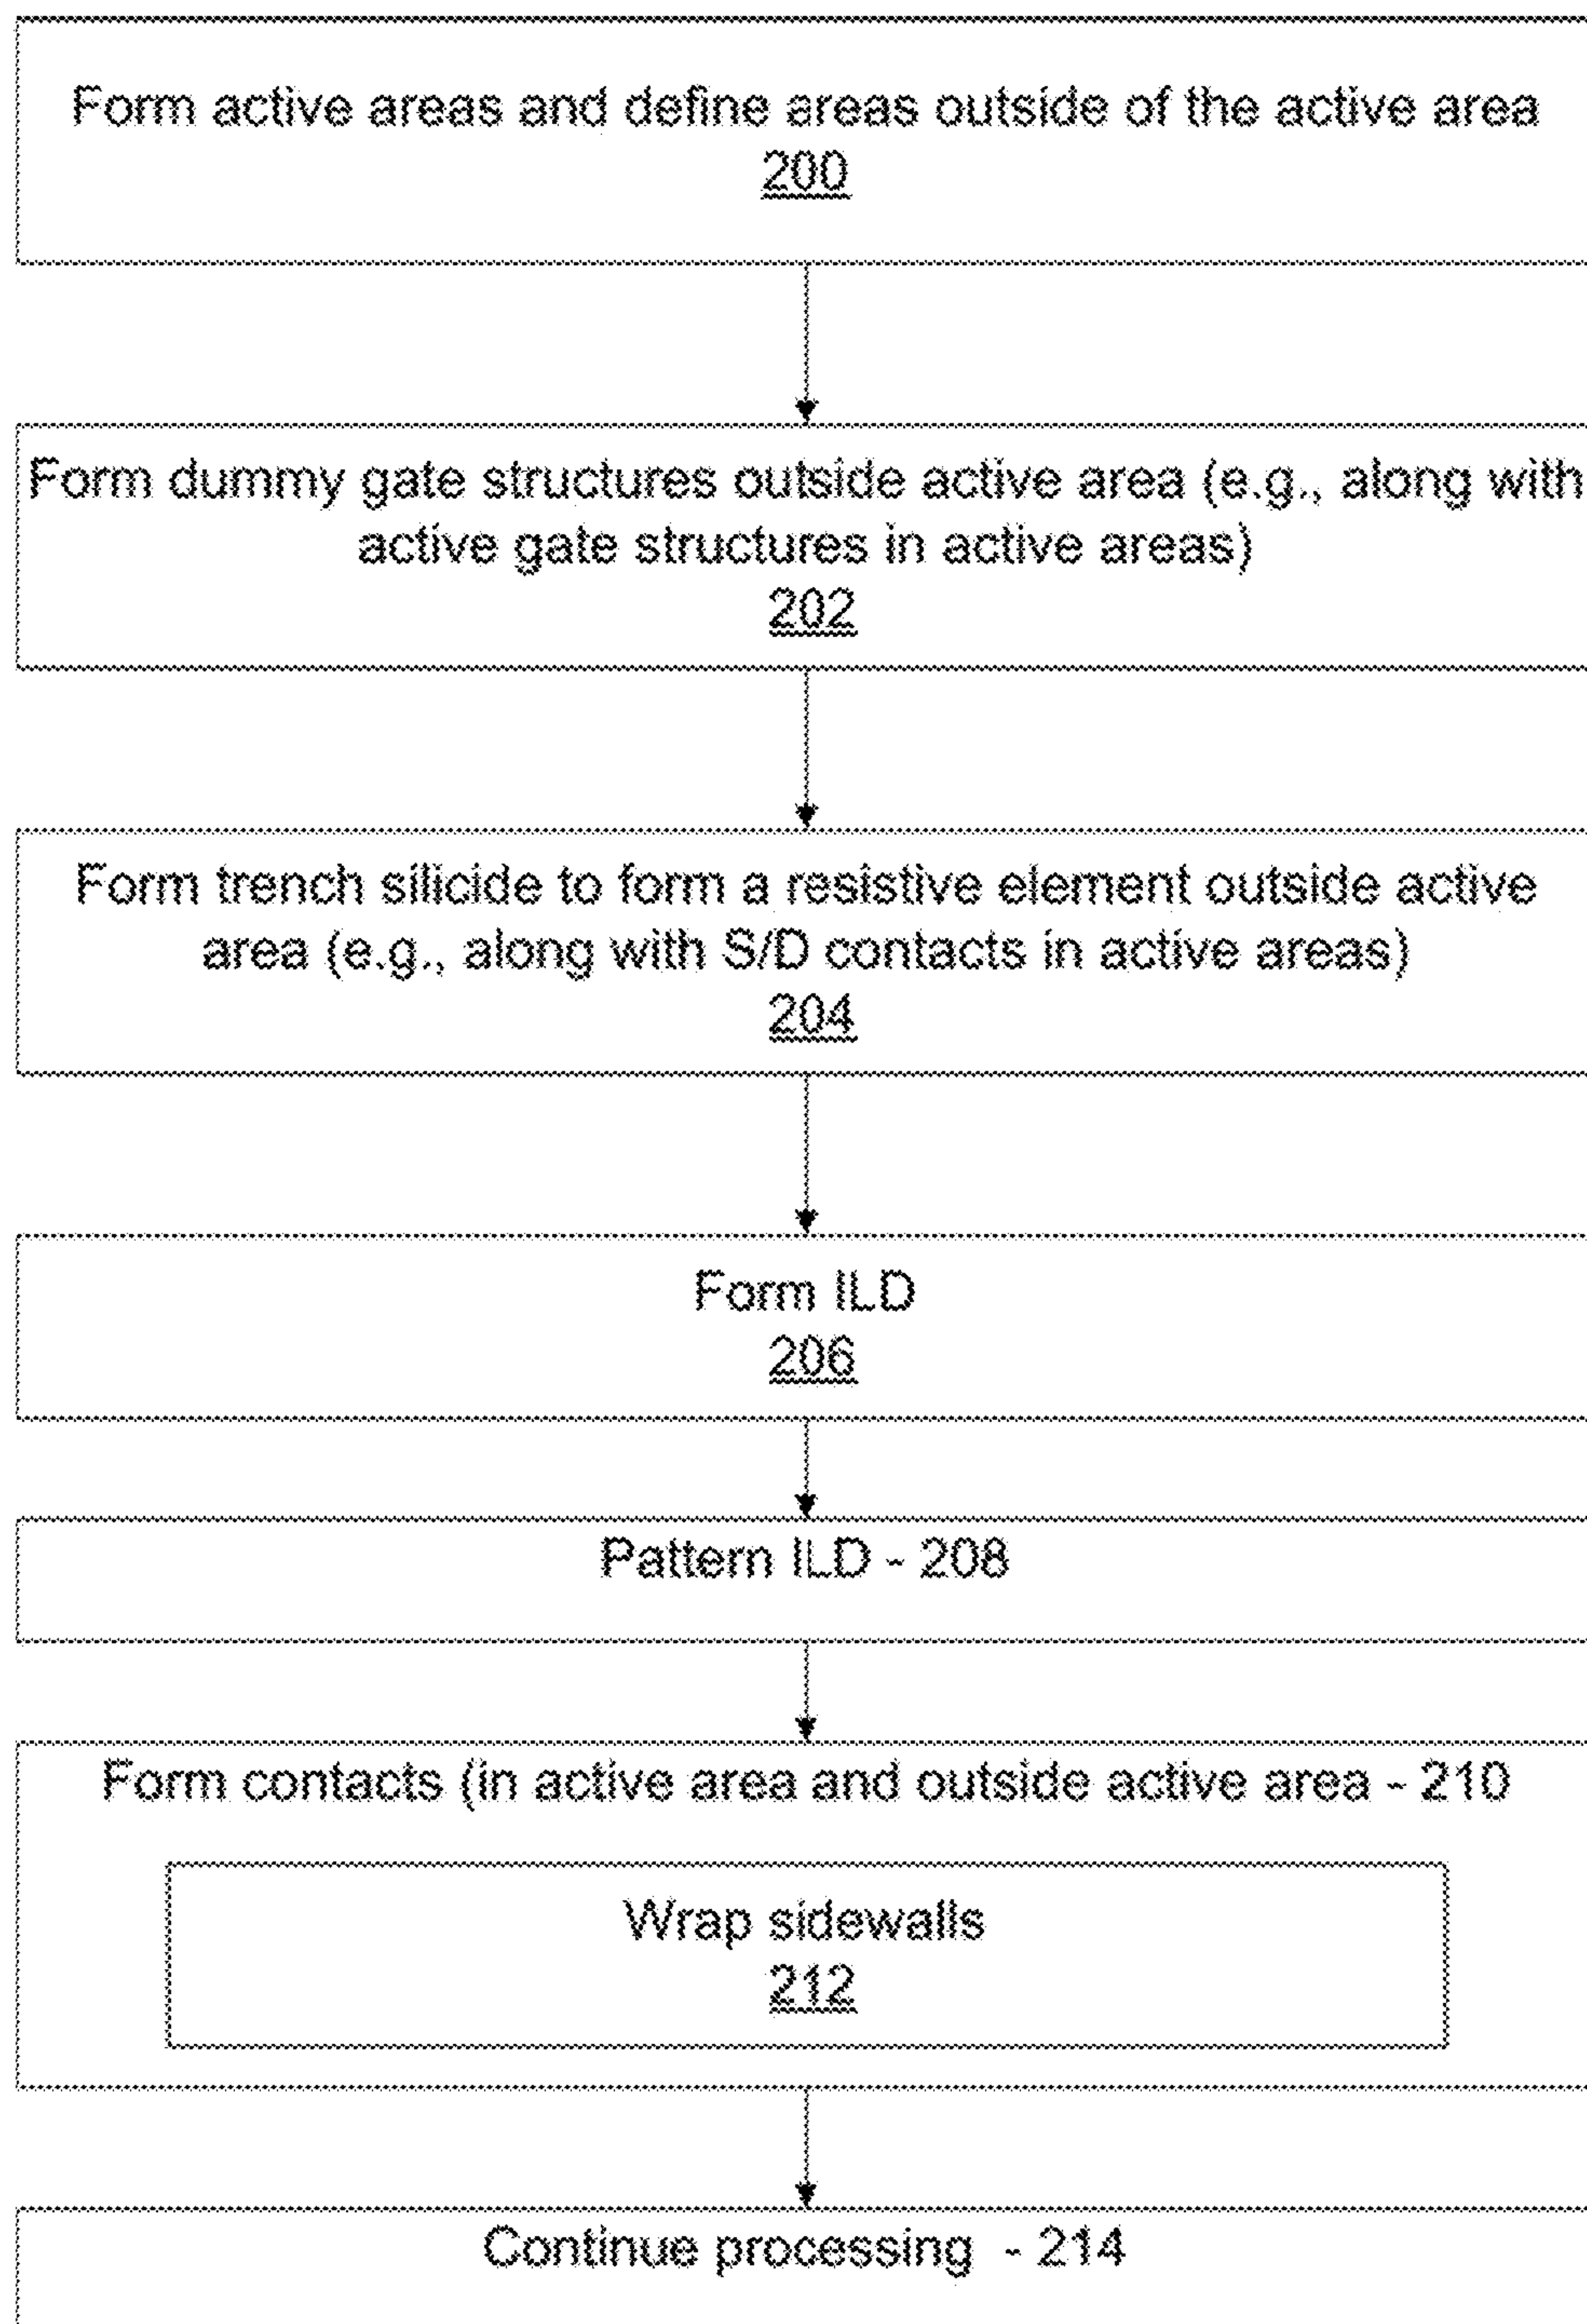 Form active areas and define areas outside of the active area
200
Form dummy gate structures outside active area (e.g., along with
active gate structures in active areas)
202
Form trench silicide to form a resistive element outside active
area (e.g., along with S/D contacts in active areas)
204
Form ILD
206
Pattern ILD - 208
Form contacts (in active area and outside active area - 210
Wrap sidewalls
212
Continue processing - 214